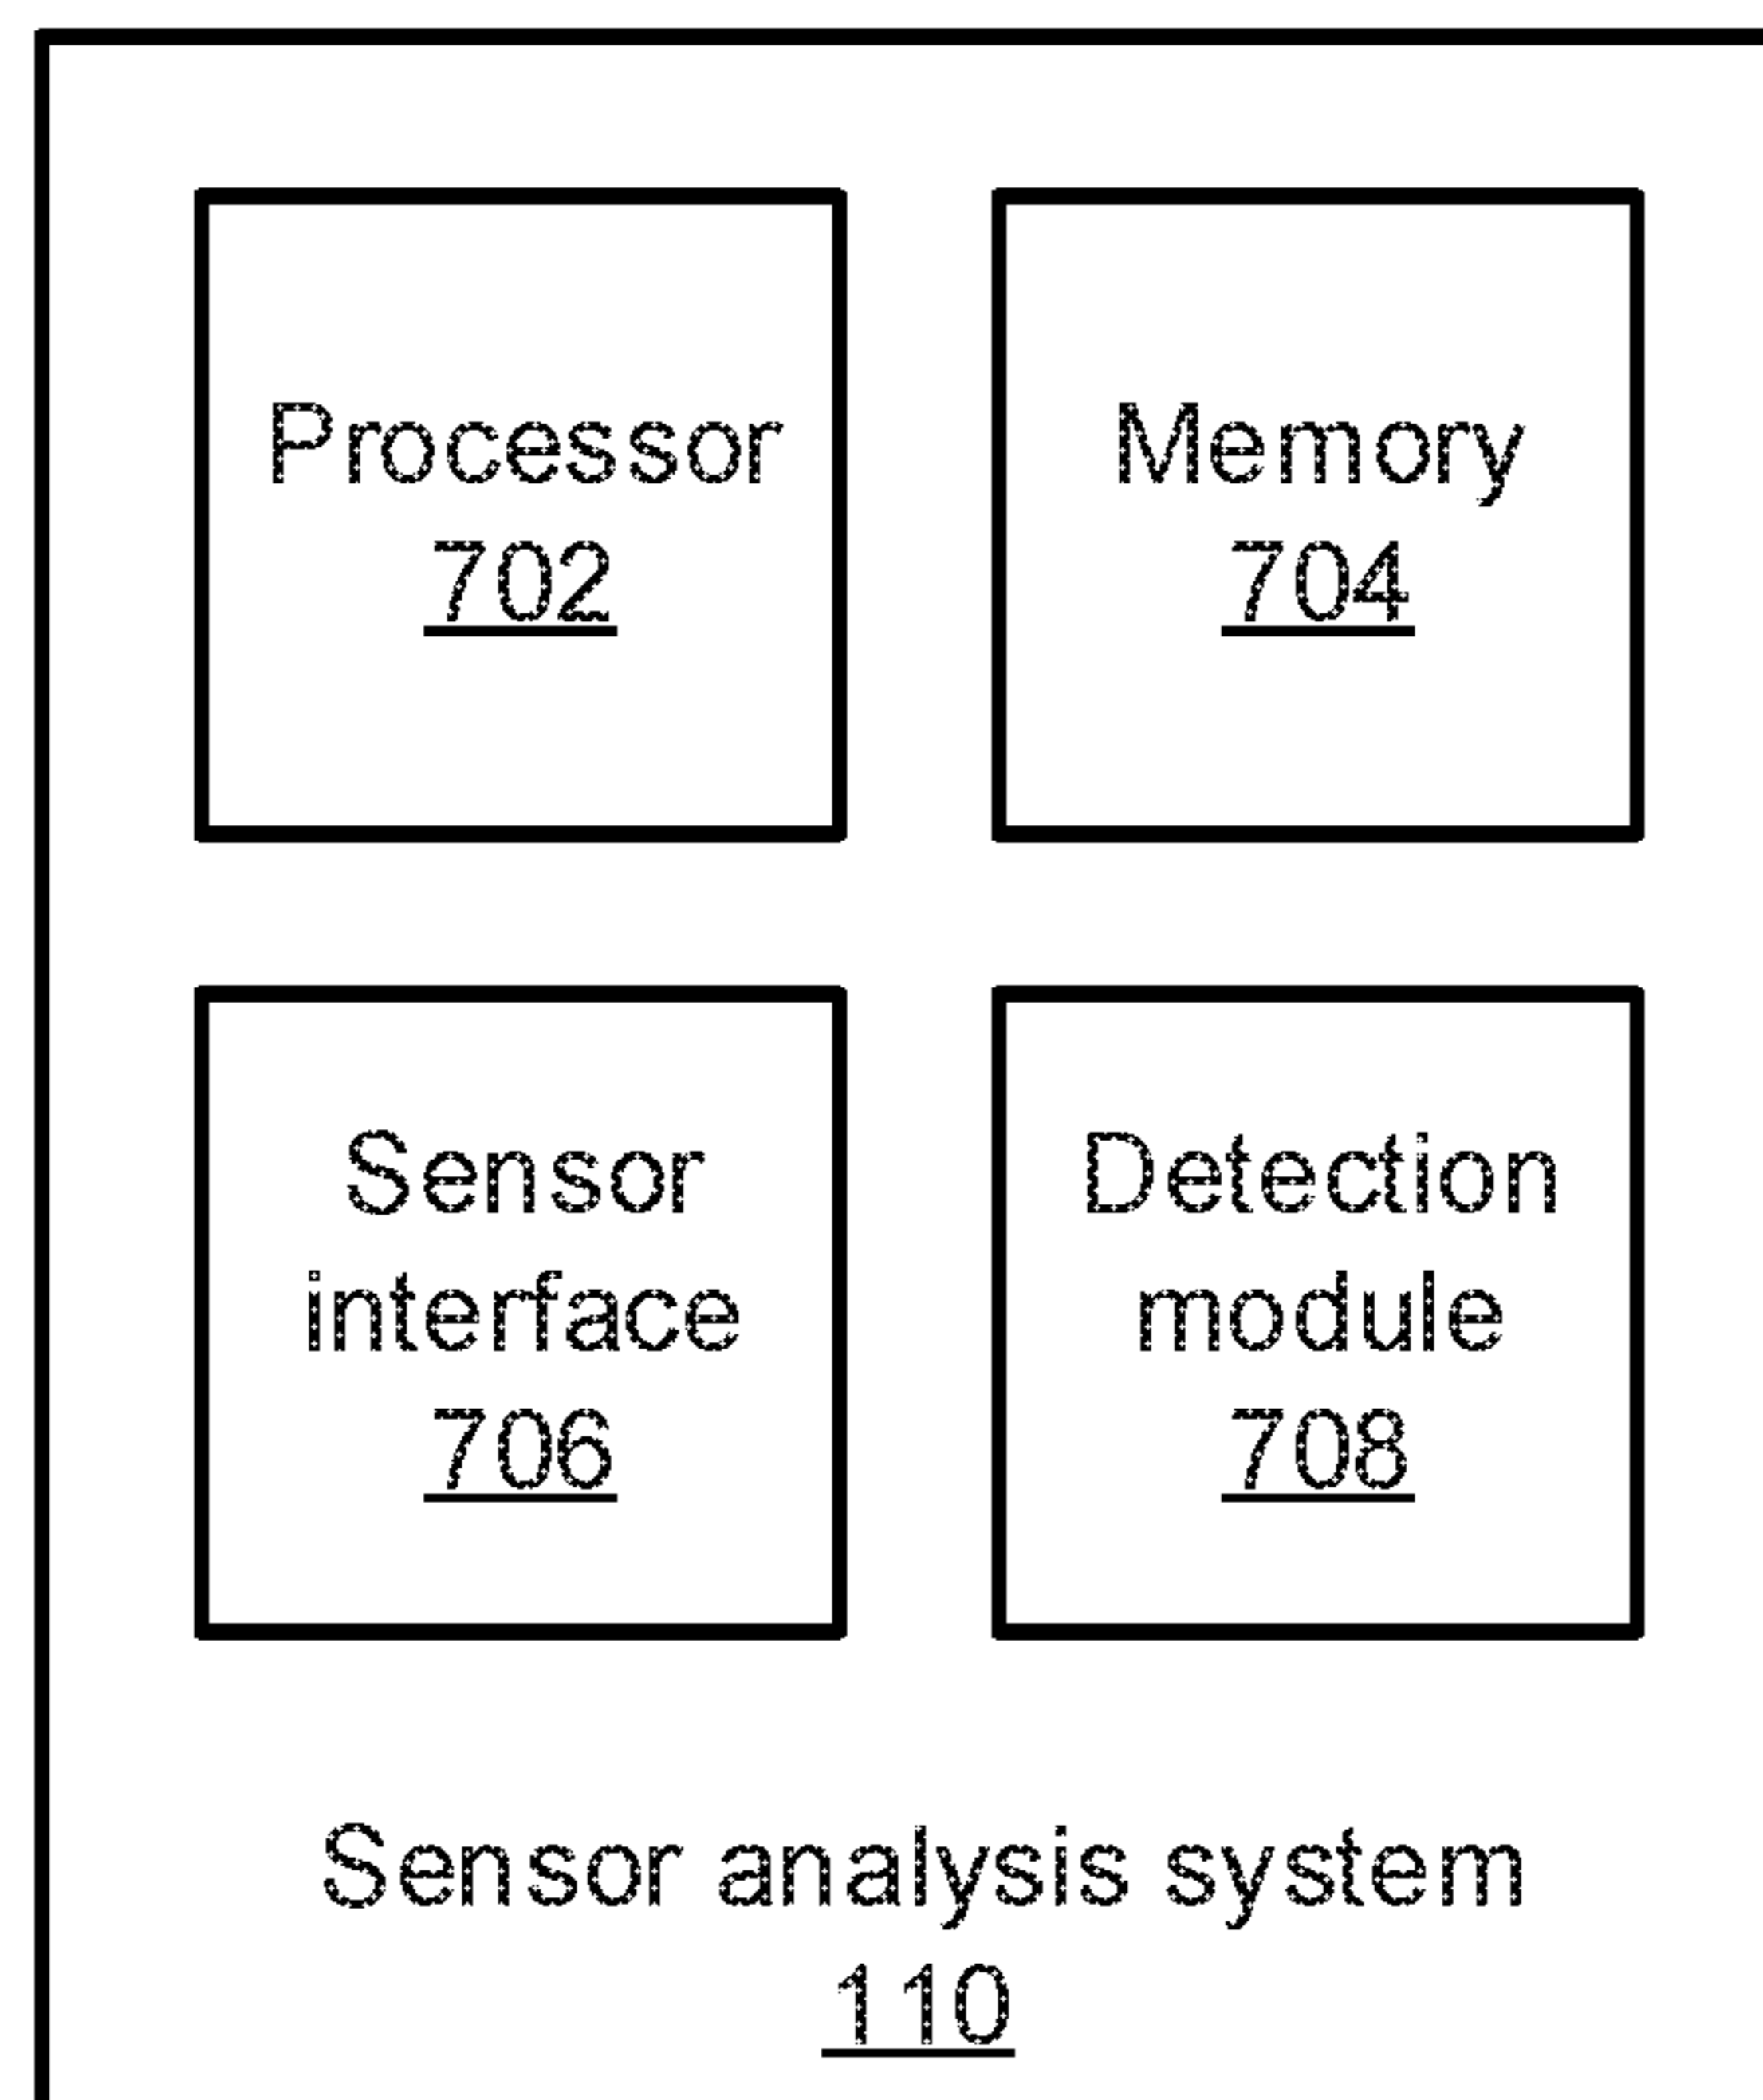 Processor
702
Memory
704
Sensor
interface
706
Detection
module
708
Sensor analysis system
110